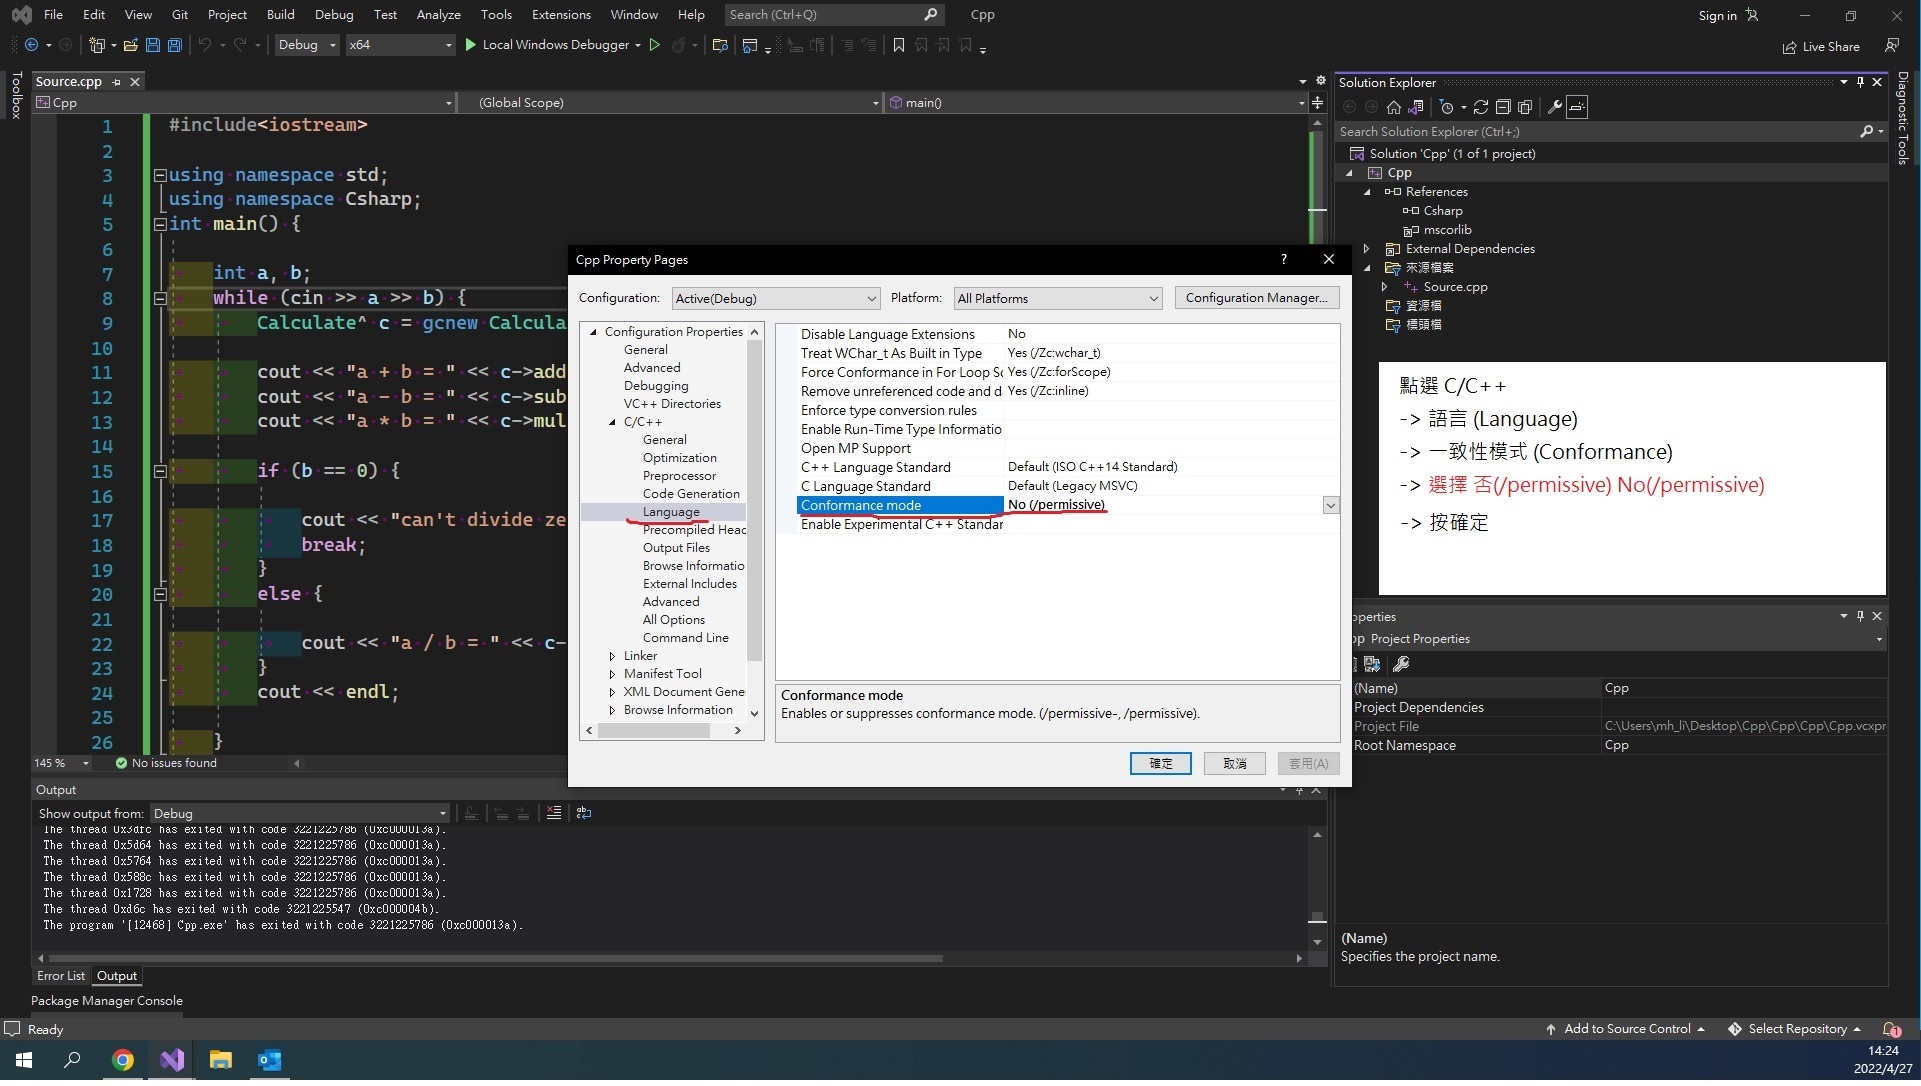 File Edit View Git Project Build Debug Test Analyze Tools Extensions Window Help Search (Ctrl+Q) Cpp Sign in
Debug x64 Local Windows Debugger Live Share
Toolbox
Source.cpp
Cpp (Global Scope) main()
1 #include<iostream>
2
3 using namespace std;
4 using namespace Csharp;
5 int main() {
6
7 int a, b;
8 while (cin >> a >> b) {
9 Calculate^ c = gcnew Calcula
10
11 cout << "a + b = " << c->add
12 cout << "a - b = " << c->sub
13 cout << "a * b = " << c->mul
14
15 if (b == 0) {
16
17 cout << "can't divide ze
18 break;
19 }
20 else {
21
22 cout << "a / b = " << c-
23 }
24 cout << endl;
25
26 }
145 % No issues found
Cpp Property Pages ?
Configuration: Active(Debug) Platform: All Platforms Configuration Manager...
Configuration Properties
General
Advanced
Debugging
VC++ Directories
C/C++
General
Optimization
Preprocessor
Code Generation
Language
Precompiled Head
Output Files
Browse Informatio
External Includes
Advanced
All Options
Command Line
Linker
Manifest Tool
XML Document Gene
Browse Information
Disable Language Extensions No
Treat WChar_t As Built in Type Yes (/Zc:wchar_t)
Force Conformance in For Loop Sc Yes (/Zc:forScope)
Remove unreferenced code and d Yes (/Zc:inline)
Enforce type conversion rules
Enable Run-Time Type Informatio
Open MP Support
C++ Language Standard Default (ISO C++14 Standard)
C Language Standard Default (Legacy MSVC)
Conformance mode No (/permissive)
Enable Experimental C++ Standar
Conformance mode
Enables or suppresses conformance mode. (/permissive-, /permissive).
確定 取消 套用(A)
Output
Show output from: Debug
The thread 0x3dfc has exited with code 3221225786 (0xc000013a).
The thread 0x5d64 has exited with code 3221225786 (0xc000013a).
The thread 0x5764 has exited with code 3221225786 (0xc000013a).
The thread 0x588c has exited with code 3221225786 (0xc000013a).
The thread 0x1728 has exited with code 3221225786 (0xc000013a).
The thread 0xd6c has exited with code 3221225547 (0xc000004b).
The program '[12468] Cpp.exe' has exited with code 3221225786 (0xc000013a).
Error List Output
Package Manager Console
Solution Explorer
Search Solution Explorer (Ctrl+;)
Solution 'Cpp' (1 of 1 project)
Cpp
References
Csharp
mscorlib
External Dependencies
來源檔案
Source.cpp
資源檔
標頭檔
Diagnostic Tools
點選 C/C++
-> 語言 (Language)
-> 一致性模式 (Conformance)
-> 選擇 否(/permissive) No(/permissive)
-> 按確定
operties
pp Project Properties
(Name) Cpp
Project Dependencies
Project File C:\Users\mh_li\Desktop\Cpp\Cpp\Cpp\Cpp.vcxpr
Root Namespace Cpp
(Name)
Specifies the project name.
Ready Add to Source Control Select Repository 1
14:24
2022/4/27